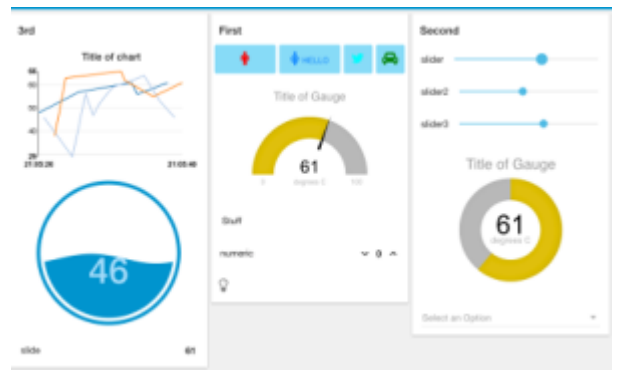 3rd
Title of chart
60
50
40
21:05:26
21:05:40
46
slide 61
First
HELLO
Title of Gauge
61
0 degrees C 100
Stuff
numeric 0
Second
slider
slider2
slider3
Title of Gauge
61
degrees C
Select an Option